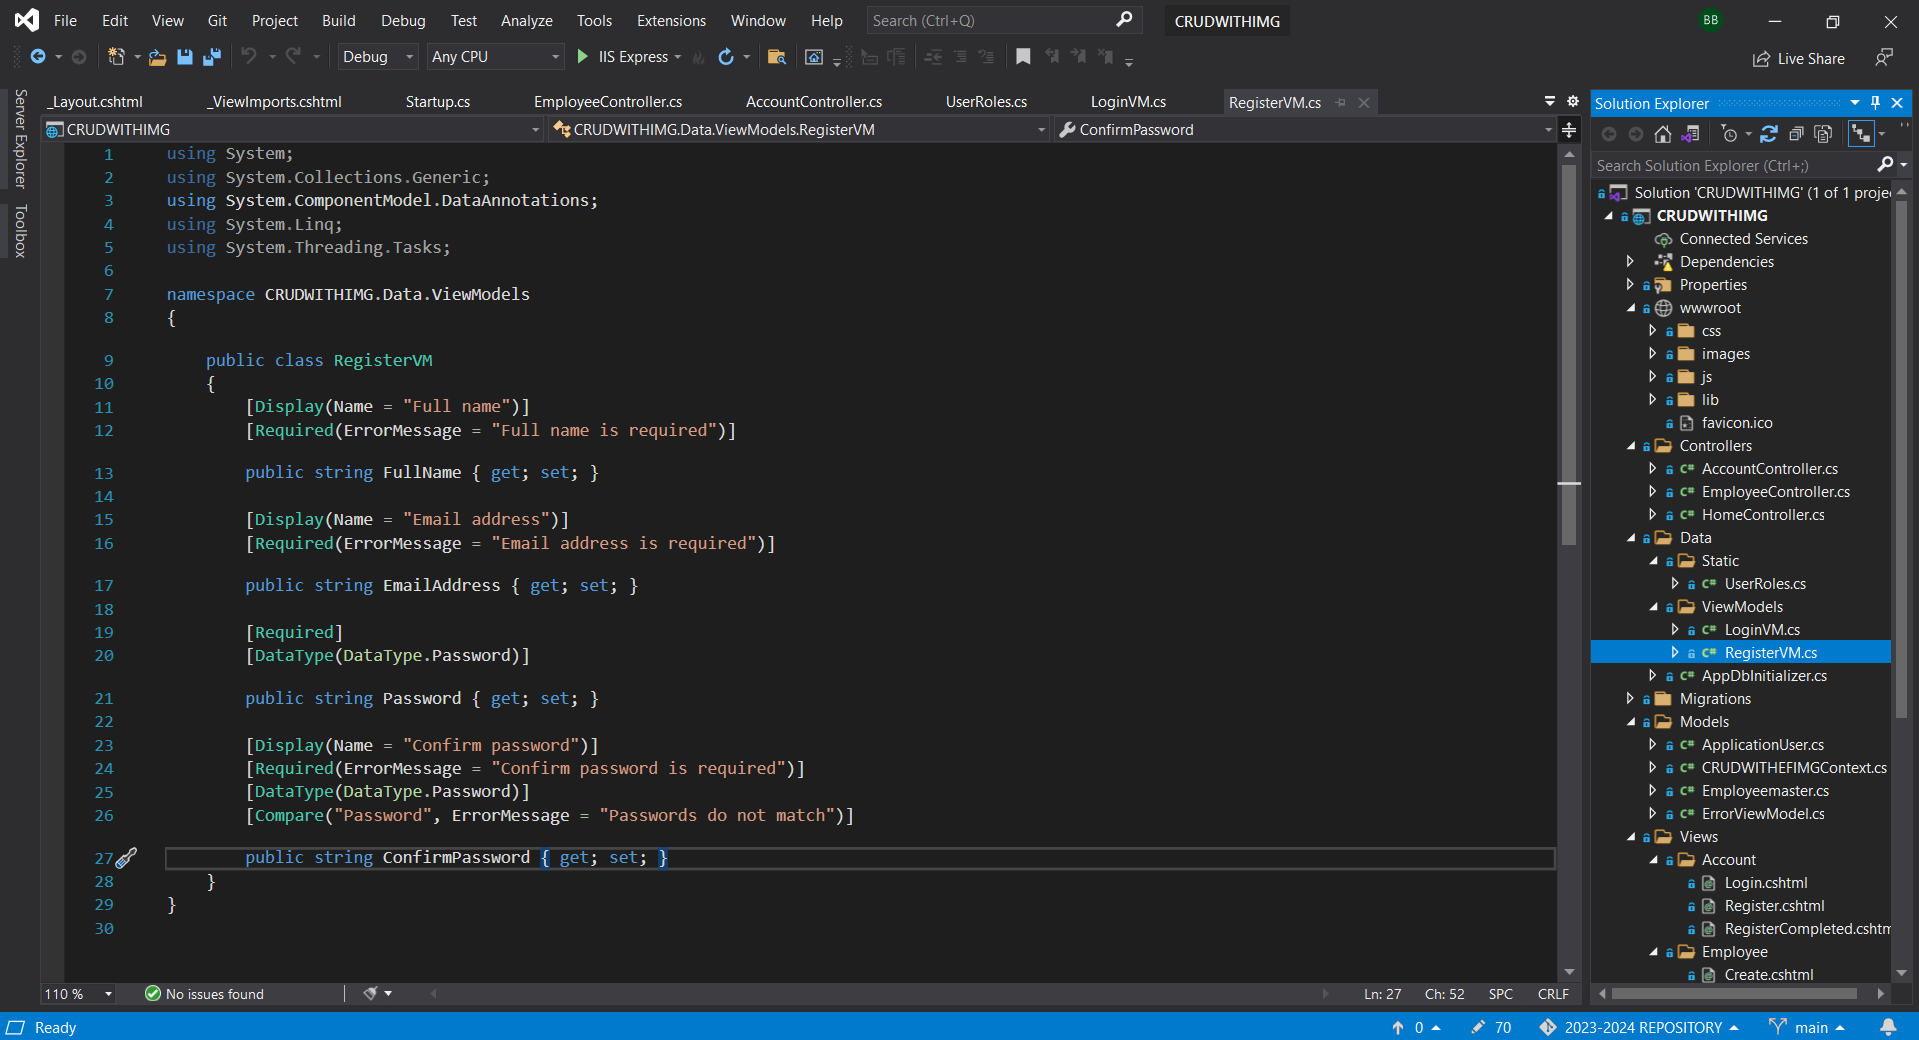 File Edit View Git Project Build Debug Test Analyze Tools Extensions Window Help Search (Ctrl+Q) CRUDWITHIMG BB
Debug Any CPU IIS Express Live Share
Server Explorer
Toolbox
_Layout.cshtml _ViewImports.cshtml Startup.cs EmployeeController.cs AccountController.cs UserRoles.cs LoginVM.cs RegisterVM.cs
CRUDWITHIMG CRUDWITHIMG.Data.ViewModels.RegisterVM ConfirmPassword
1 using System;
2 using System.Collections.Generic;
3 using System.ComponentModel.DataAnnotations;
4 using System.Linq;
5 using System.Threading.Tasks;
6
7 namespace CRUDWITHIMG.Data.ViewModels
8 {
9 public class RegisterVM
10 {
11 [Display(Name = "Full name")]
12 [Required(ErrorMessage = "Full name is required")]
13 public string FullName { get; set; }
14
15 [Display(Name = "Email address")]
16 [Required(ErrorMessage = "Email address is required")]
17 public string EmailAddress { get; set; }
18
19 [Required]
20 [DataType(DataType.Password)]
21 public string Password { get; set; }
22
23 [Display(Name = "Confirm password")]
24 [Required(ErrorMessage = "Confirm password is required")]
25 [DataType(DataType.Password)]
26 [Compare("Password", ErrorMessage = "Passwords do not match")]
27 public string ConfirmPassword { get; set; }
28 }
29 }
30
110 % No issues found Ln: 27 Ch: 52 SPC CRLF
Solution Explorer
Search Solution Explorer (Ctrl+;)
Solution 'CRUDWITHIMG' (1 of 1 proje
CRUDWITHIMG
Connected Services
Dependencies
Properties
wwwroot
css
images
js
lib
favicon.ico
Controllers
C# AccountController.cs
C# EmployeeController.cs
C# HomeController.cs
Data
Static
C# UserRoles.cs
ViewModels
C# LoginVM.cs
C# RegisterVM.cs
C# AppDbInitializer.cs
Migrations
Models
C# ApplicationUser.cs
C# CRUDWITHEFIMGContext.cs
C# Employeemaster.cs
C# ErrorViewModel.cs
Views
Account
Login.cshtml
Register.cshtml
RegisterCompleted.cshtm
Employee
Create.cshtml
Ready 0 70 2023-2024 REPOSITORY main